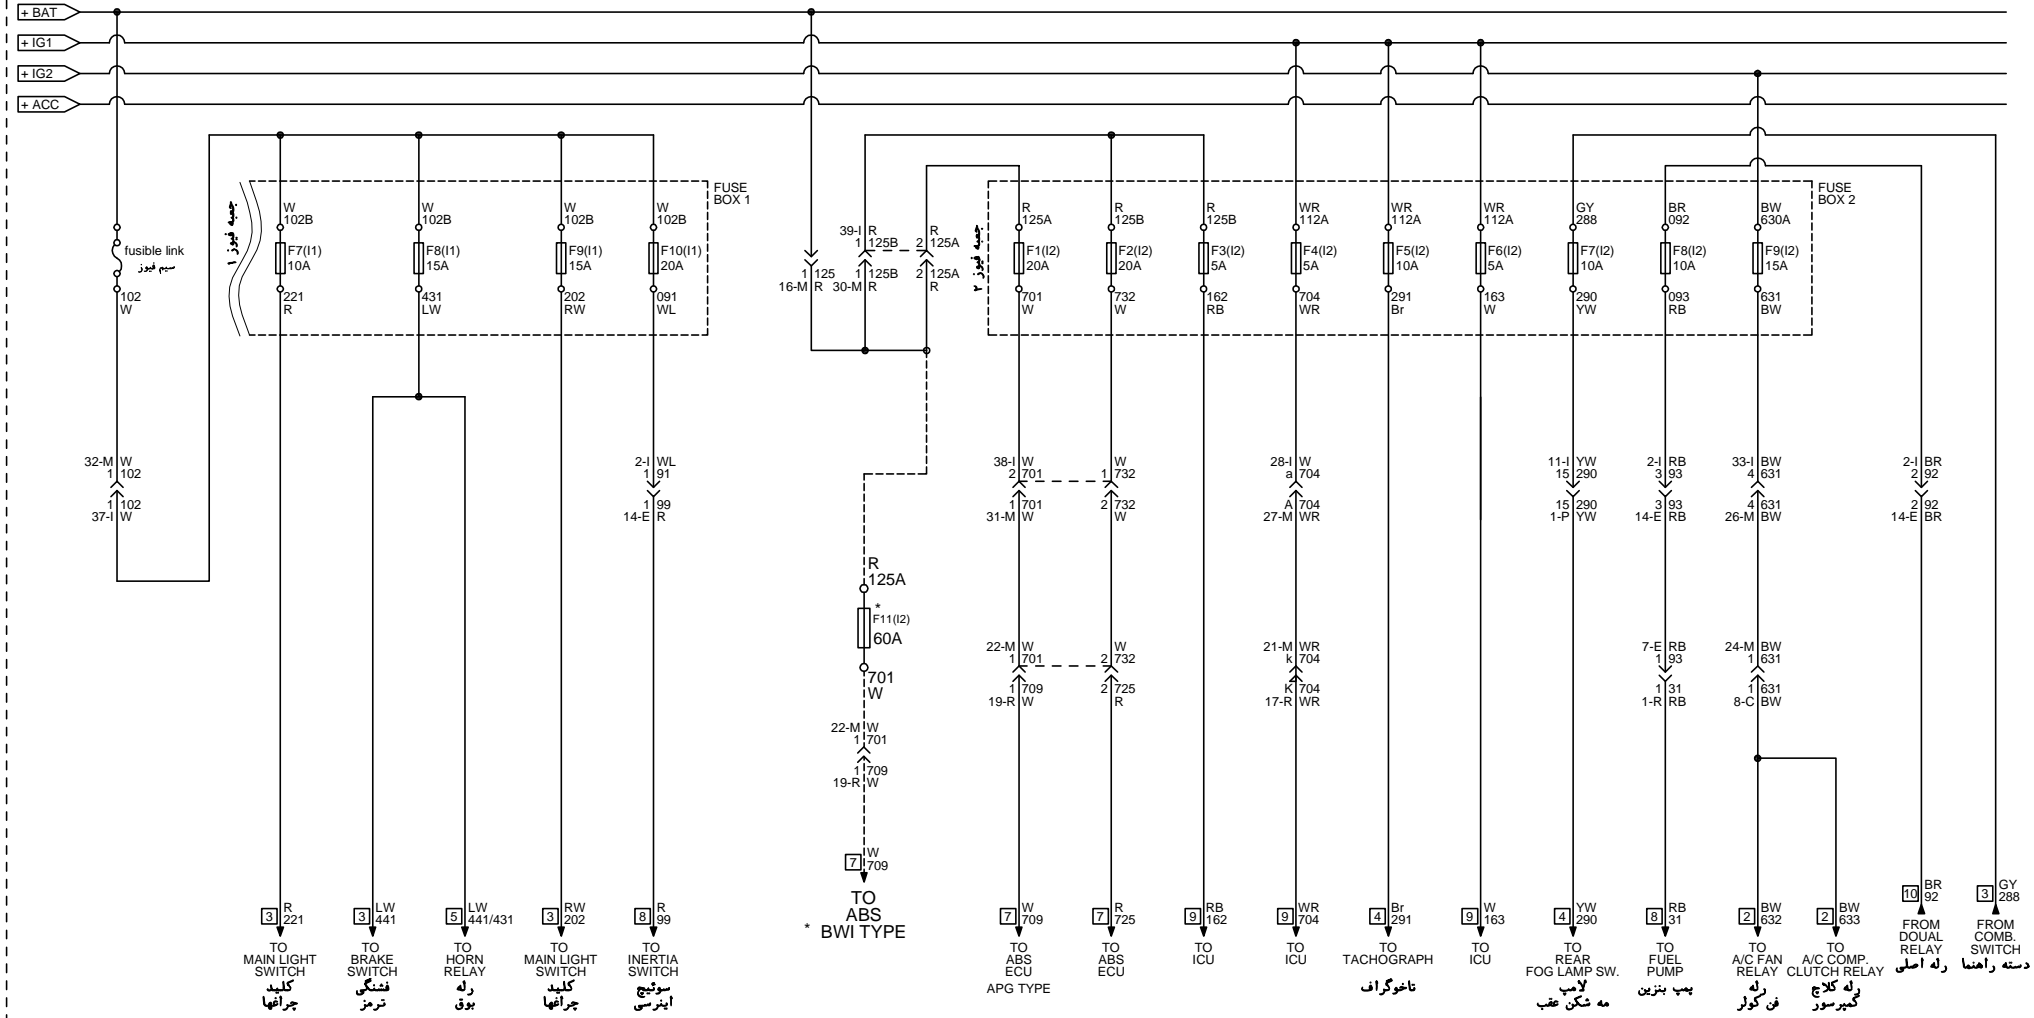 + BAT
+ IG1
+ IG2
+ ACC
fusible link
سیم فیوز
102
W
32-M W
1 102
1 102
37-I W
جعبه فیوز ۱
FUSE
BOX 1
W
102B
F7(I1)
10A
221
R
W
102B
F8(I1)
15A
431
LW
W
102B
F9(I1)
15A
202
RW
W
102B
F10(I1)
20A
091
WL
2-I WL
1 91
1 99
14-E R
125
16-M R
1
39-I R
1 125B
1 125B
30-M R
R
2 125A
2 125A
R
جعبه فیوز ۲
FUSE
BOX 2
R
125A
F1(I2)
20A
701
W
R
125B
F2(I2)
20A
732
W
R
125B
F3(I2)
5A
162
RB
WR
112A
F4(I2)
5A
704
WR
WR
112A
F5(I2)
10A
291
Br
WR
112A
F6(I2)
5A
163
W
GY
288
F7(I2)
10A
290
YW
BR
092
F8(I2)
10A
093
RB
BW
630A
F9(I2)
15A
631
BW
38-I W
2 701
1 701
31-M W
W
1 732
2 732
W
28-I W
a 704
A 704
27-M WR
11-I YW
15 290
15 290
1-P YW
2-I RB
3 93
3 93
14-E RB
33-I BW
4 631
4 631
26-M BW
2-I BR
2 92
2 92
14-E BR
R
125A
*
F11(I2)
60A
701
W
22-M W
1 701
1 709
19-R W
22-M W
1 701
1 709
19-R W
W
2 732
2 725
R
21-M WR
k 704
K 704
17-R WR
7-E RB
1 93
1 31
1-R RB
24-M BW
1 631
1 631
8-C BW
7 W
709
TO
ABS
* BWI TYPE
3 R
221
TO
MAIN LIGHT
SWITCH
کلید
چراغها
3 LW
441
TO
BRAKE
SWITCH
فشنگی
ترمز
5 LW
441/431
TO
HORN
RELAY
رله
بوق
3 RW
202
TO
MAIN LIGHT
SWITCH
کلید
چراغها
8 R
99
TO
INERTIA
SWITCH
سوئیچ
اینرسی
7 W
709
TO
ABS
ECU
APG TYPE
7 R
725
TO
ABS
ECU
9 RB
162
TO
ICU
9 WR
704
TO
ICU
4 Br
291
TO
TACHOGRAPH
تاخوگراف
9 W
163
TO
ICU
4 YW
290
TO
REAR
FOG LAMP SW.
لامپ
مه شکن عقب
8 RB
31
TO
FUEL
PUMP
پمپ بنزین
2 BW
632
TO
A/C FAN
RELAY
رله
فن کولر
2 BW
633
TO
A/C COMP.
CLUTCH RELAY
رله کلاچ
کمپرسور
10 BR
92
FROM
DOUAL
RELAY
رله اصلی
3 GY
288
FROM
COMB.
SWITCH
دسته راهنما